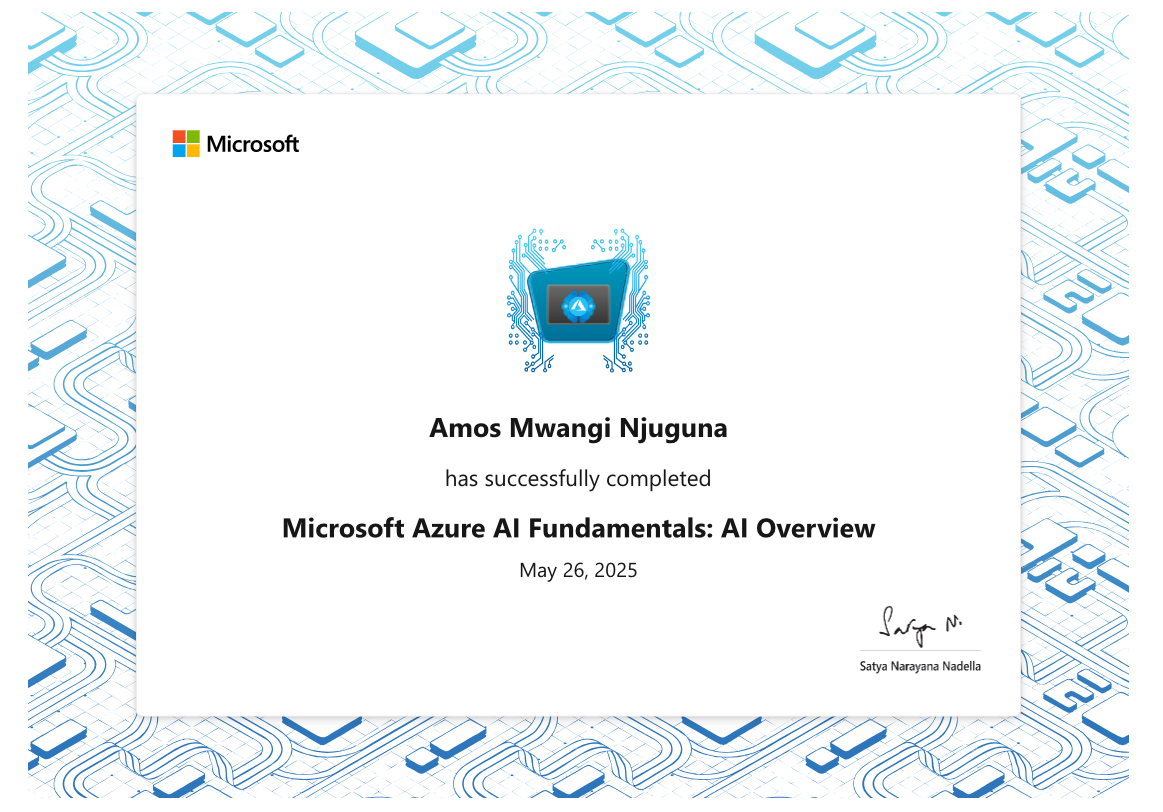 Microsoft
Amos Mwangi Njuguna
has successfully completed
Microsoft Azure AI Fundamentals: AI Overview
May 26, 2025
Satya N.
Satya Narayana Nadella